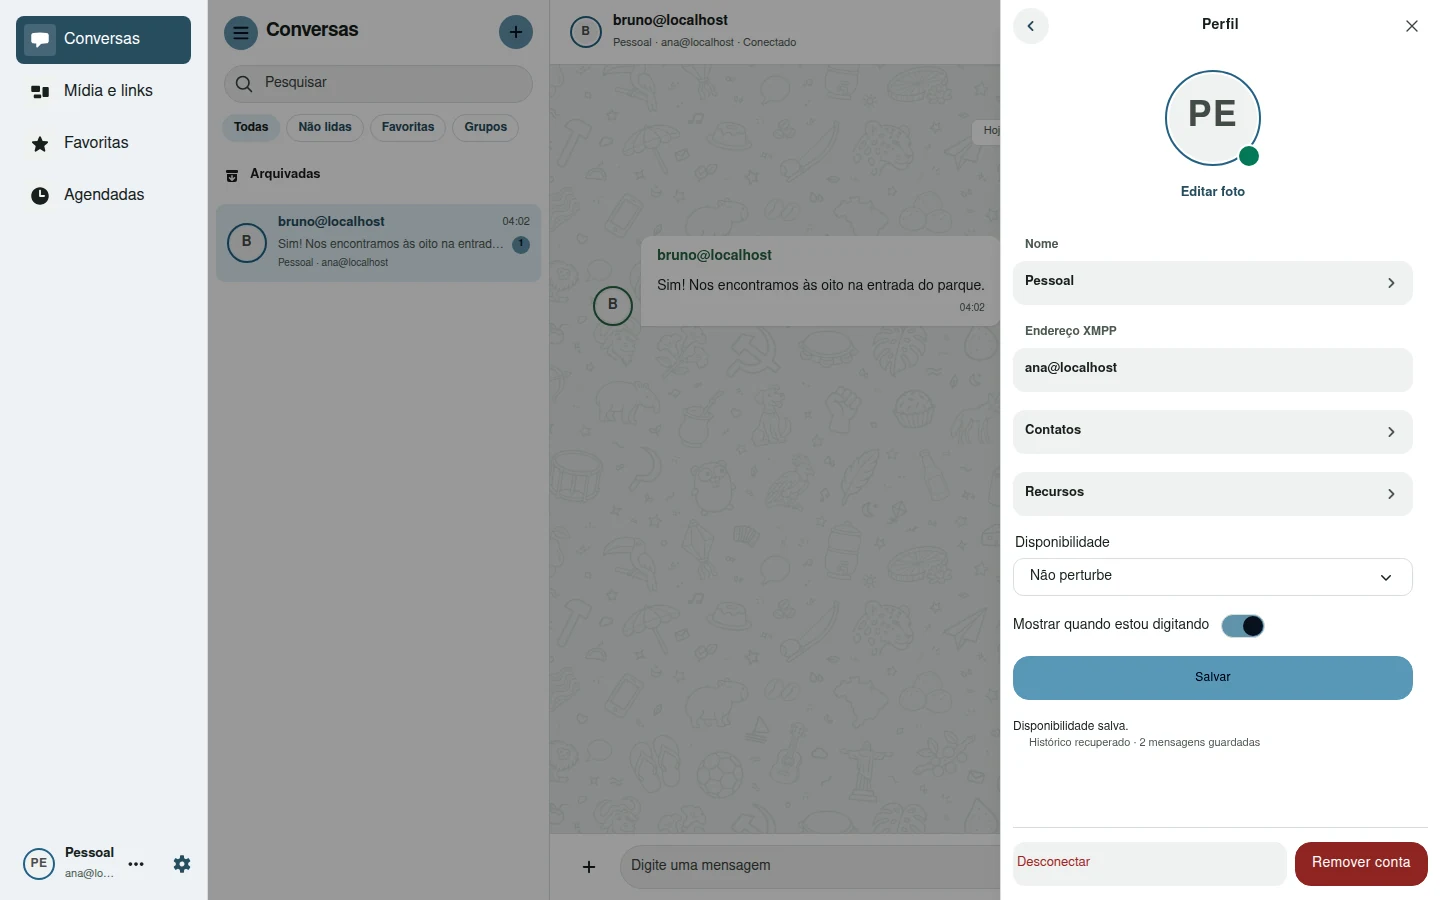 Conversas
Mídia e links
Favoritas
Agendadas
PE
Pessoal
ana@lo...
Conversas
Pesquisar
Todas
Não lidas
Favoritas
Grupos
Arquivadas
B
bruno@localhost
04:02
Sim! Nos encontramos às oito na entrad...
1
Pessoal · ana@localhost
B
bruno@localhost
Pessoal · ana@localhost · Conectado
Hoj
bruno@localhost
Sim! Nos encontramos às oito na entrada do parque.
04:02
B
Digite uma mensagem
Perfil
PE
Editar foto
Nome
Pessoal
Endereço XMPP
ana@localhost
Contatos
Recursos
Disponibilidade
Não perturbe
Mostrar quando estou digitando
Salvar
Disponibilidade salva.
Histórico recuperado · 2 mensagens guardadas
Desconectar
Remover conta